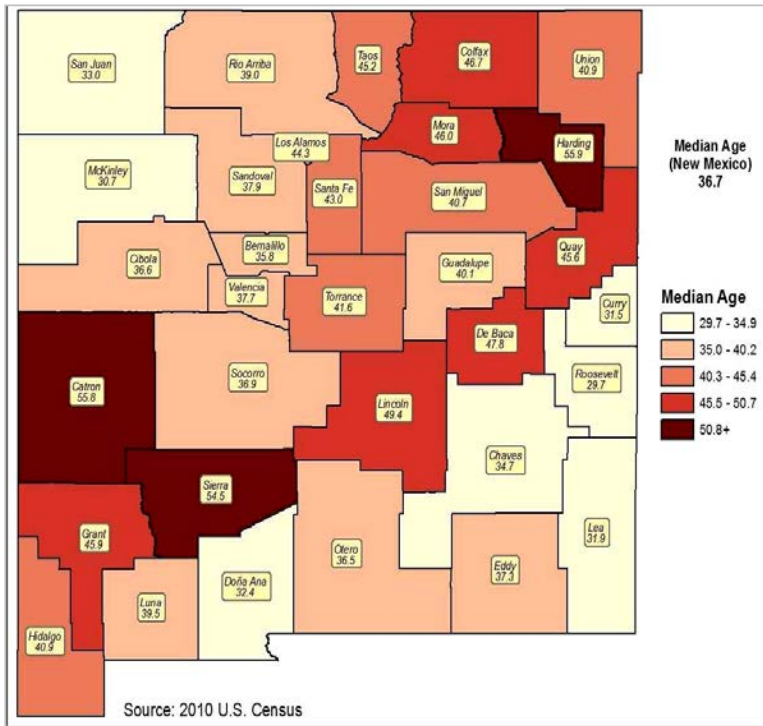 San Juan
33.0
Rio Arriba
39.0
Taos
45.2
Colfax
46.7
Union
40.9
Mora
46.0
Harding
55.9
Los Alamos
44.3
McKinley
30.7
Sandoval
37.9
Santa Fe
43.0
San Miguel
40.7
Median Age
(New Mexico)
36.7
Cibola
36.6
Bernalillo
35.8
Valencia
37.7
Torrance
41.6
Guadalupe
40.1
Quay
45.6
Curry
31.5
De Baca
47.8
Roosevelt
29.7
Catron
55.8
Socorro
36.9
Lincoln
49.4
Chaves
34.7
Sierra
54.5
Grant
45.9
Otero
36.5
Eddy
37.3
Lea
31.9
Doña Ana
32.4
Luna
39.5
Hidalgo
40.9
Median Age
29.7 - 34.9
35.0 - 40.2
40.3 - 45.4
45.5 - 50.7
50.8+
Source: 2010 U.S. Census